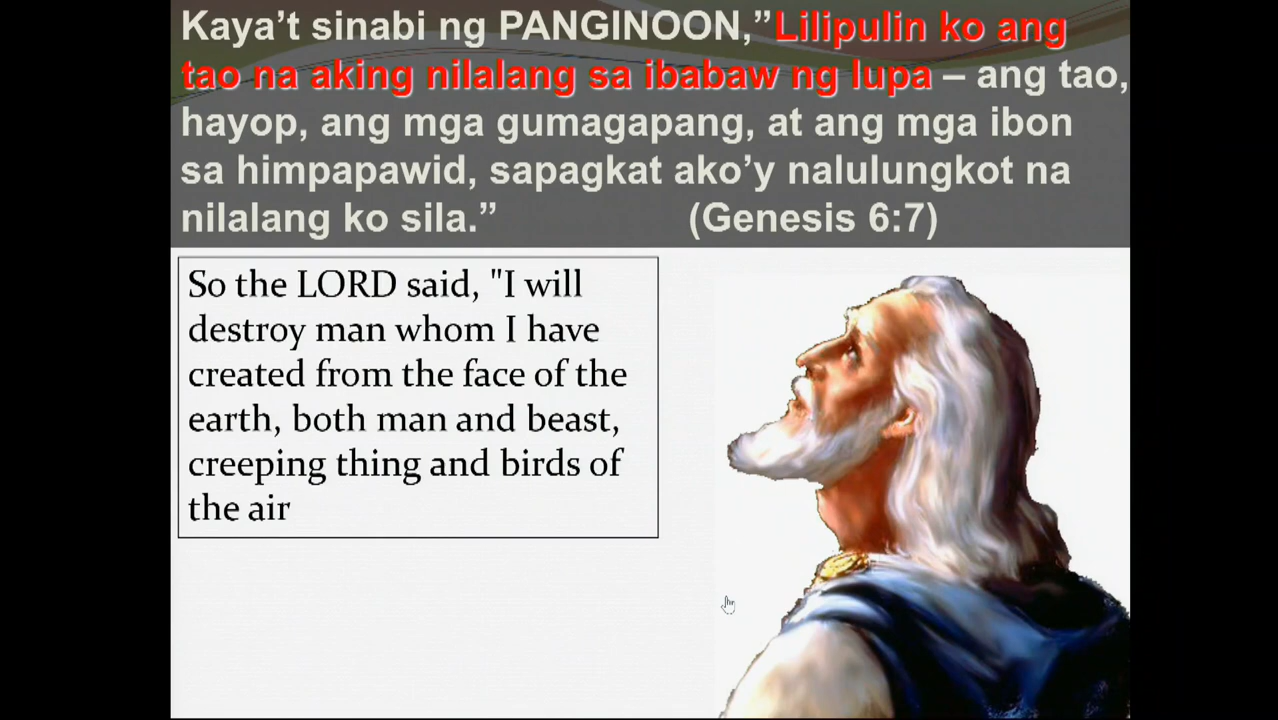 Kaya’t sinabi ng PANGINOON,”Lilipulin ko ang
tao na aking nilalang sa ibabaw ng lupa – ang tao,
hayop, ang mga gumagapang, at ang mga ibon
sa himpapawid, sapagkat ako’y nalulungkot na
nilalang ko sila.” (Genesis 6:7)
So the LORD said, "I will
destroy man whom I have
created from the face of the
earth, both man and beast,
creeping thing and birds of
the air